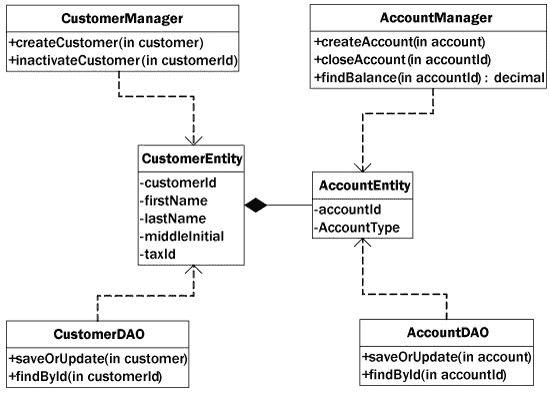 CustomerManager
+createCustomer(in customer)
+inactivateCustomer(in customerId)
AccountManager
+createAccount(in account)
+closeAccount(in accountId)
+findBalance(in accountId) : decimal
CustomerEntity
-customerId
-firstName
-lastName
-middleInitial
-taxId
AccountEntity
-accountId
-AccountType
CustomerDAO
+saveOrUpdate(in customer)
+findById(in customerId)
AccountDAO
+saveOrUpdate(in account)
+findById(in accountId)